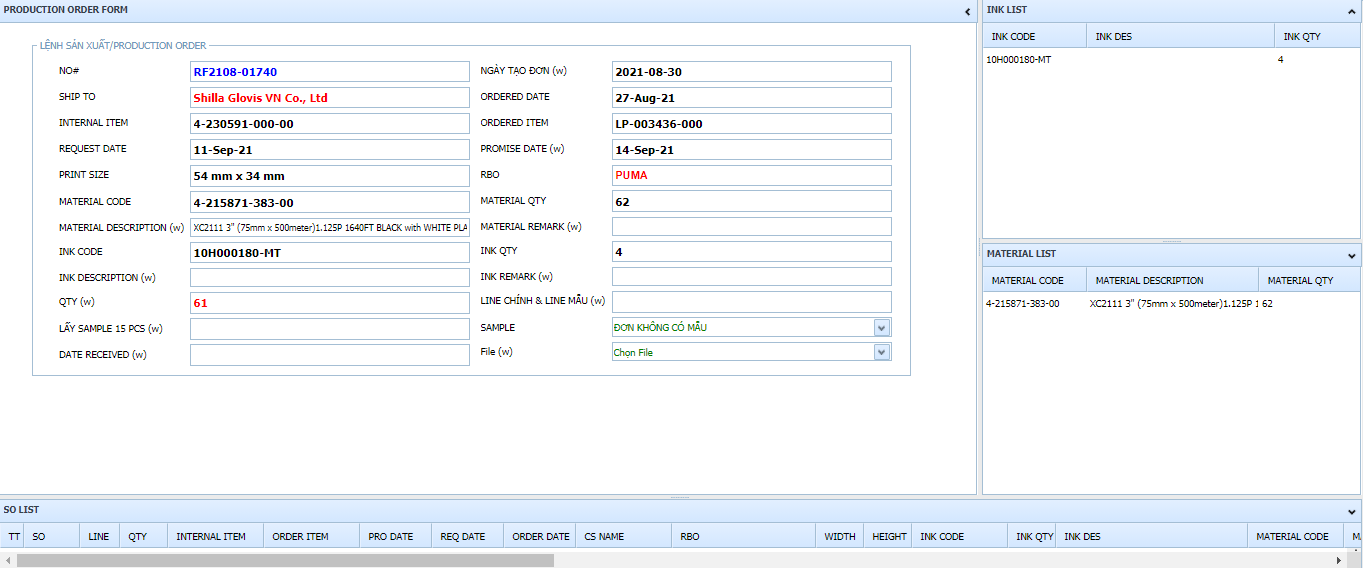 PRODUCTION ORDER FORM
LỆNH SẢN XUẤT/PRODUCTION ORDER
NO# RF2108-01740 NGÀY TẠO ĐƠN (w) 2021-08-30
SHIP TO Shilla Glovis VN Co., Ltd ORDERED DATE 27-Aug-21
INTERNAL ITEM 4-230591-000-00 ORDERED ITEM LP-003436-000
REQUEST DATE 11-Sep-21 PROMISE DATE (w) 14-Sep-21
PRINT SIZE 54 mm x 34 mm RBO PUMA
MATERIAL CODE 4-215871-383-00 MATERIAL QTY 62
MATERIAL DESCRIPTION (w) XC2111 3" (75mm x 500meter)1.125P 1640FT BLACK with WHITE PLA MATERIAL REMARK (w)
INK CODE 10H000180-MT INK QTY 4
INK DESCRIPTION (w) INK REMARK (w)
QTY (w) 61 LINE CHÍNH & LINE MẪU (w)
LẤY SAMPLE 15 PCS (w) SAMPLE ĐƠN KHÔNG CÓ MẪU
DATE RECEIVED (w) File (w) Chọn File
INK LIST
INK CODE INK DES INK QTY
10H000180-MT 4
MATERIAL LIST
MATERIAL CODE MATERIAL DESCRIPTION MATERIAL QTY
4-215871-383-00 XC2111 3" (75mm x 500meter)1.125P 1 62
SO LIST
TT SO LINE QTY INTERNAL ITEM ORDER ITEM PRO DATE REQ DATE ORDER DATE CS NAME RBO WIDTH HEIGHT INK CODE INK QTY INK DES MATERIAL CODE